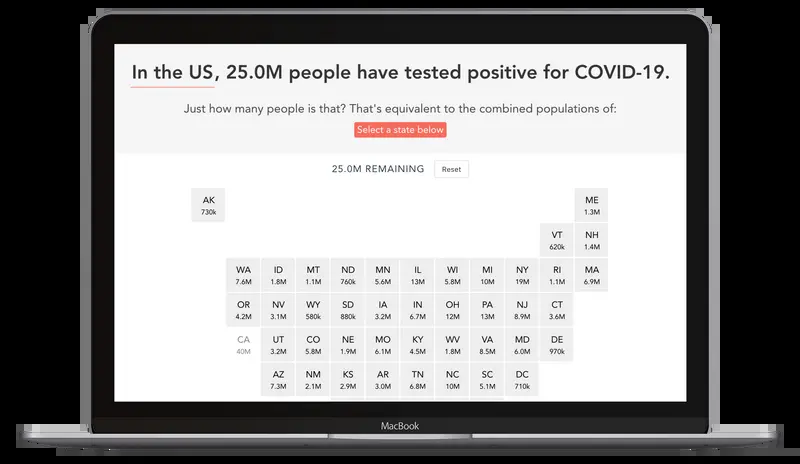 In the US, 25.0M people have tested positive for COVID-19.
Just how many people is that? That's equivalent to the combined populations of:
Select a state below
25.0M REMAINING Reset
AK ME
730k 1.3M
VT NH
620k 1.4M
WA ID MT ND MN IL WI MI NY RI MA
7.6M 1.8M 1.1M 760k 5.6M 13M 5.8M 10M 19M 1.1M 6.9M
OR NV WY SD IA IN OH PA NJ CT
4.2M 3.1M 580k 880k 3.2M 6.7M 12M 13M 8.9M 3.6M
CA UT CO NE MO KY WV VA MD DE
40M 3.2M 5.8M 1.9M 6.1M 4.5M 1.8M 8.5M 6.0M 970k
AZ NM KS AR TN NC SC DC
7.3M 2.1M 2.9M 3.0M 6.8M 10M 5.1M 710k
MacBook